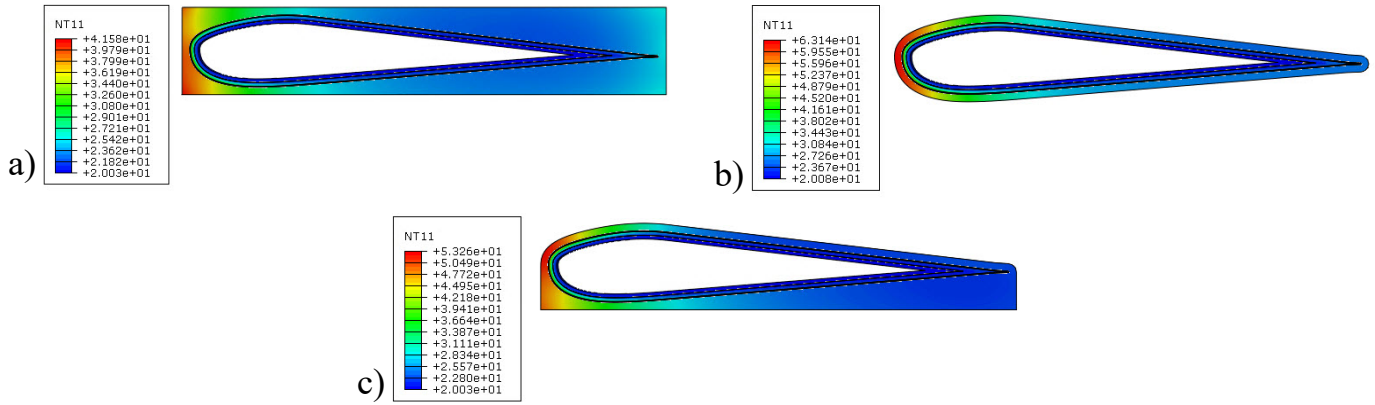 NT11
+4.158e+01
+3.979e+01
+3.799e+01
+3.619e+01
+3.440e+01
+3.260e+01
+3.080e+01
+2.901e+01
+2.721e+01
+2.542e+01
+2.362e+01
+2.182e+01
+2.003e+01
a)
NT11
+6.314e+01
+5.955e+01
+5.596e+01
+5.237e+01
+4.879e+01
+4.520e+01
+4.161e+01
+3.802e+01
+3.443e+01
+3.084e+01
+2.726e+01
+2.367e+01
+2.008e+01
b)
NT11
+5.326e+01
+5.049e+01
+4.772e+01
+4.495e+01
+4.218e+01
+3.941e+01
+3.664e+01
+3.387e+01
+3.111e+01
+2.834e+01
+2.557e+01
+2.280e+01
+2.003e+01
c)